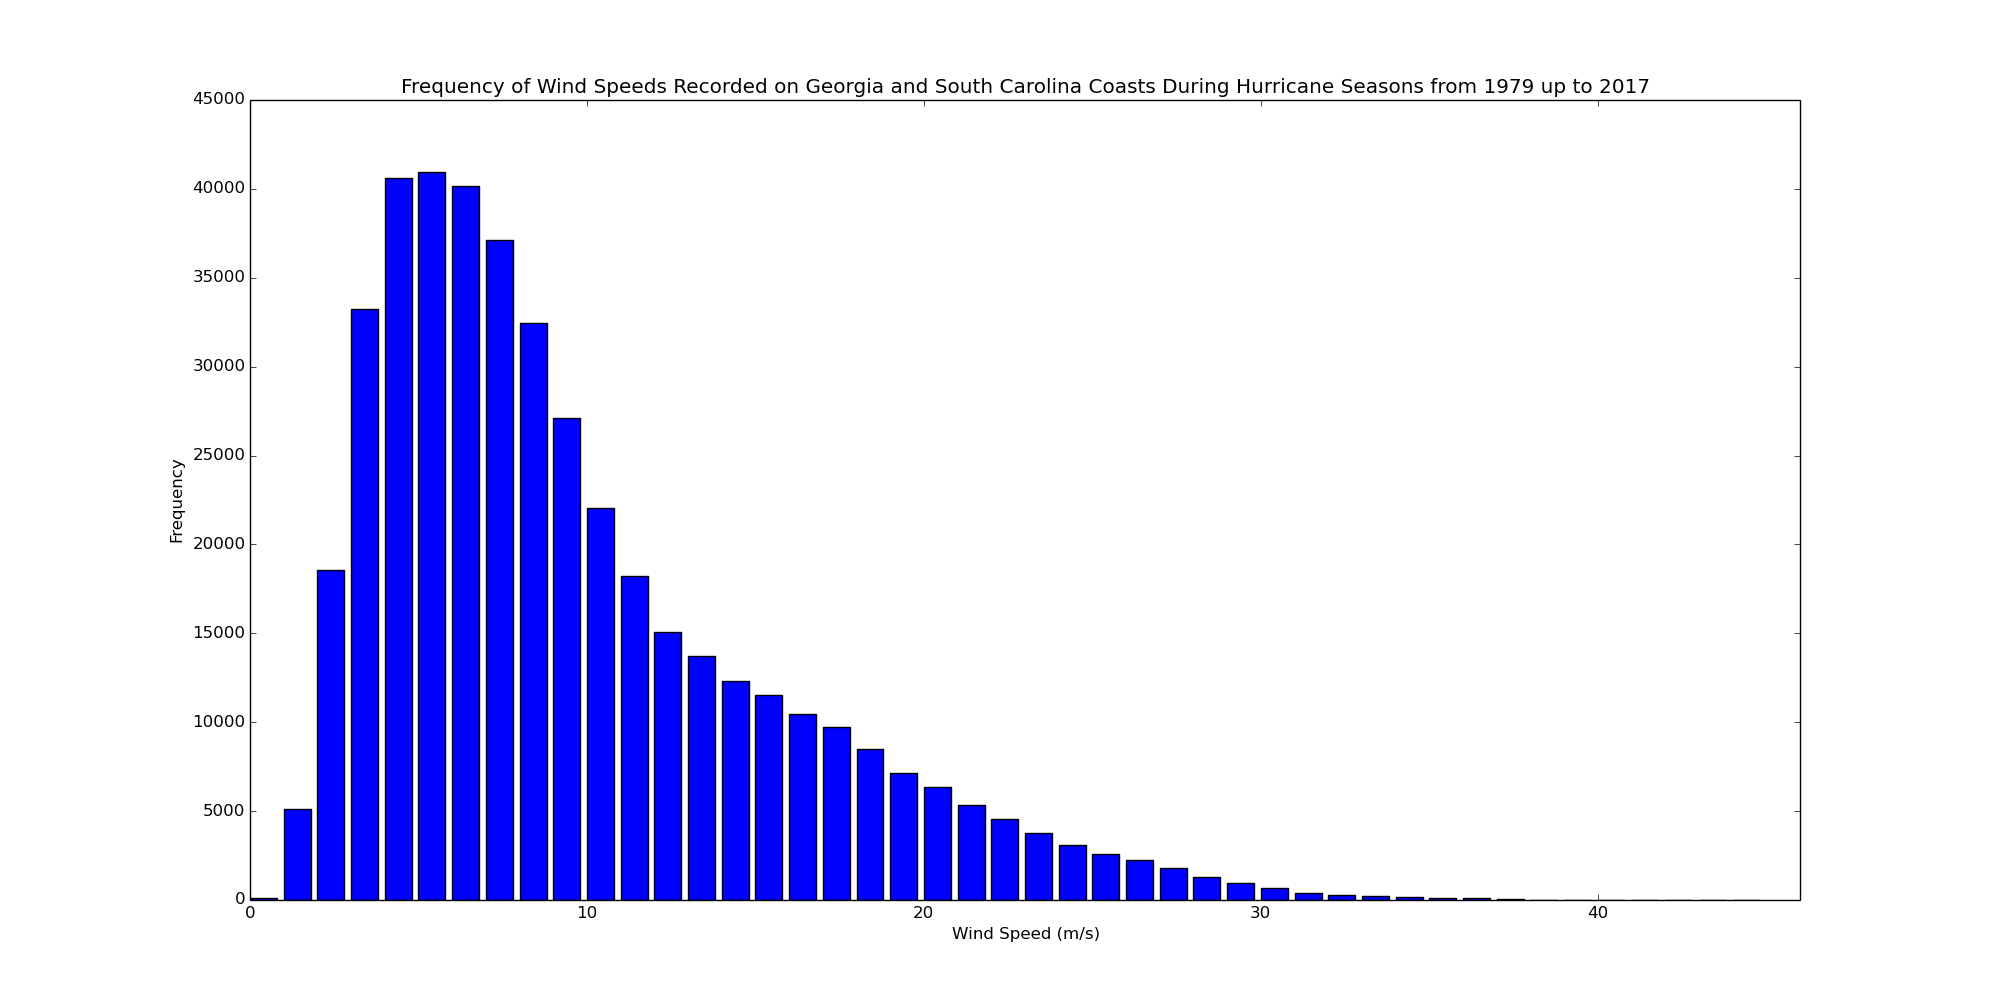 Frequency of Wind Speeds Recorded on Georgia and South Carolina Coasts During Hurricane Seasons from 1979 up to 2017
45000
40000
35000
30000
25000
20000
15000
10000
5000
0
Frequency
0 10 20 30 40
Wind Speed (m/s)